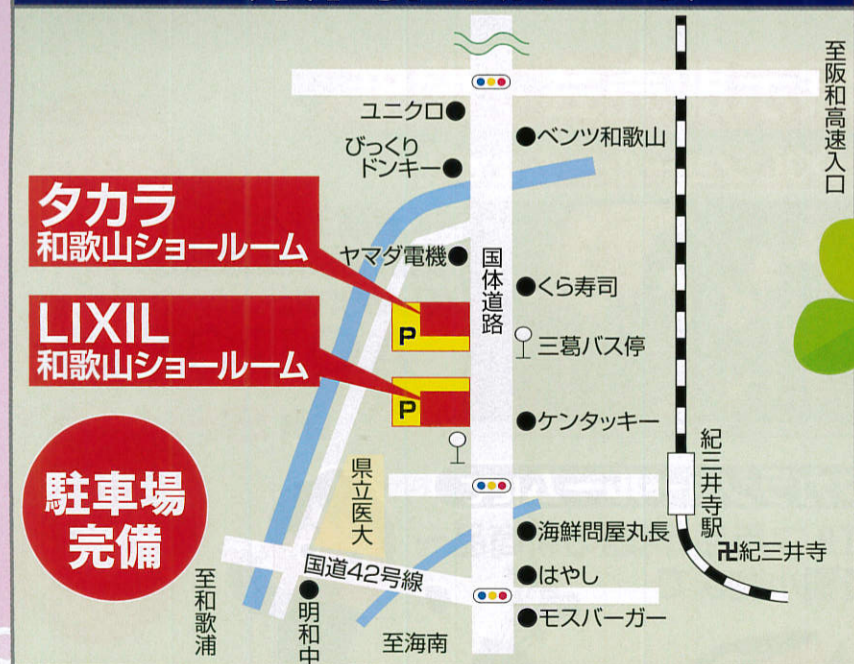 至阪和高速入口
ユニクロ
ベンツ和歌山
びっくり
ドンキー
タカラ
和歌山ショールーム
ヤマダ電機
国体道路
くら寿司
P
三葛バス停
LIXIL
和歌山ショールーム
P
ケンタッキー
駐車場
完備
県立医大
紀三井寺駅
卍紀三井寺
海鮮問屋丸長
国道42号線
はやし
至和歌浦
明和中
至海南
モスバーガー